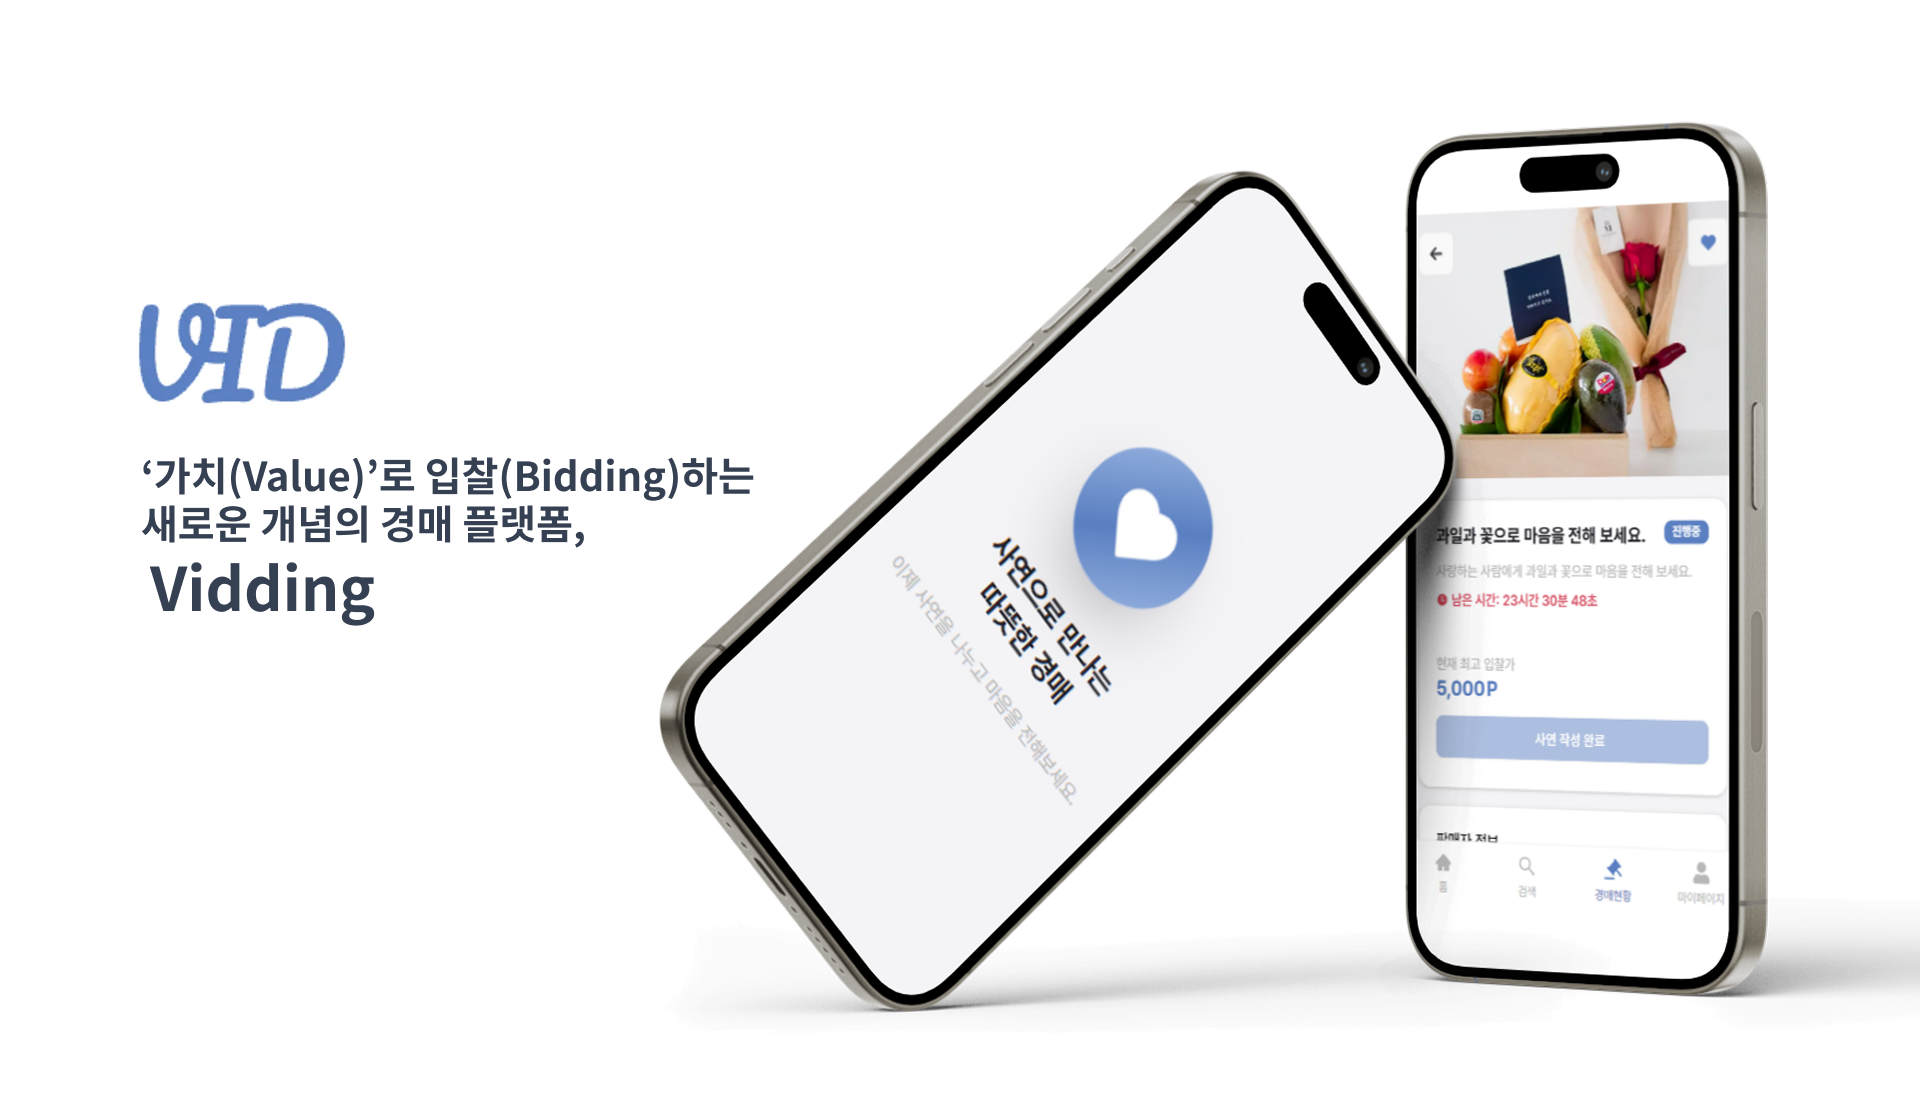 VID
‘가치(Value)’로 입찰(Bidding)하는
새로운 개념의 경매 플랫폼,
Vidding
사연으로 만나는
따뜻한 경매
이제 사연을 나누고 마음을 전해보세요.
과일과 꽃으로 마음을 전해 보세요.
진행중
사랑하는 사람에게 과일과 꽃으로 마음을 전해 보세요.
남은 시간: 23시간 30분 48초
현재 최고 입찰가
5,000P
사연 작성 완료
판매자 정보
홈
검색
경매현황
마이페이지